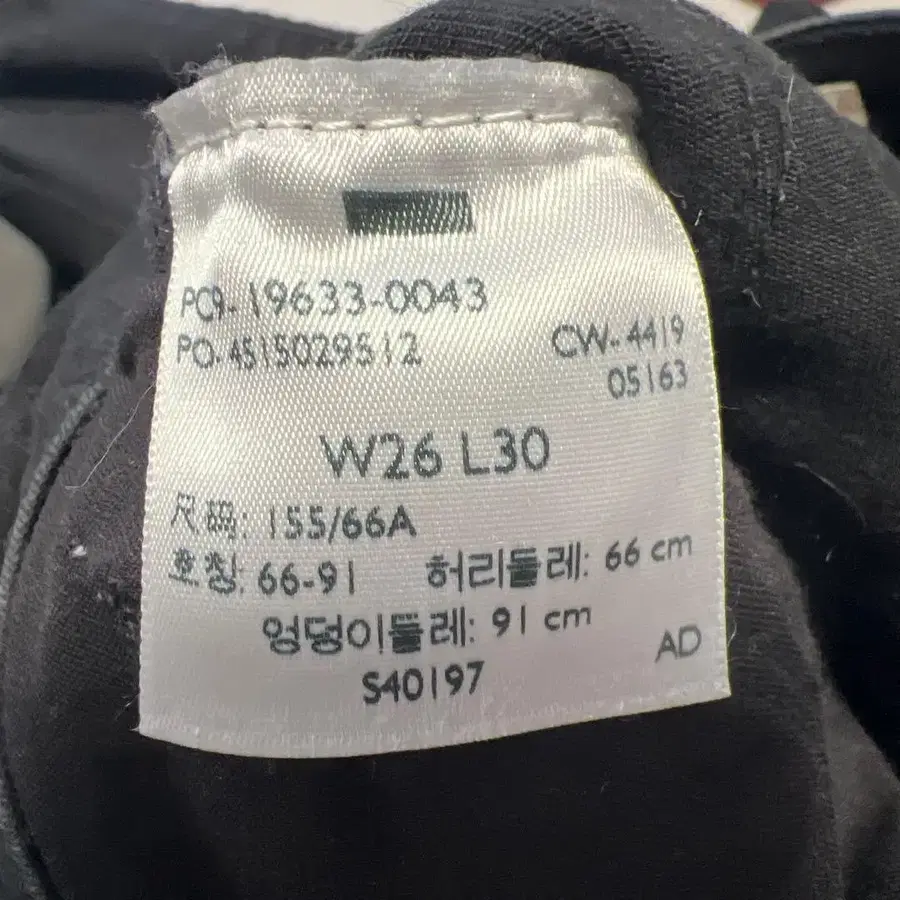 PC9-19633-0043
PO-4515029512 CW-4419
05163
W26 L30
尺码: 155/66A
호칭: 66-91 허리둘레: 66 cm
엉덩이둘레: 91 cm
AD
S40197